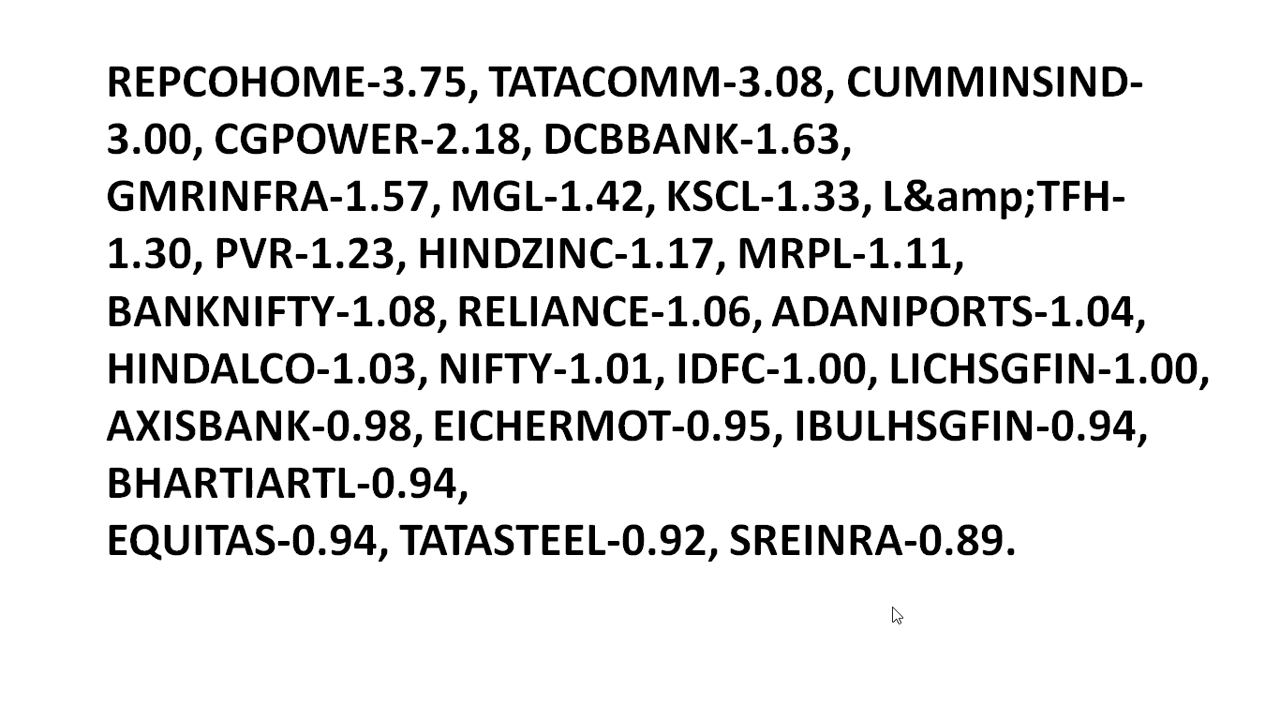 REPCOHOME-3.75, TATACOMM-3.08, CUMMINSIND-
3.00, CGPOWER-2.18, DCBBANK-1.63,
GMRINFRA-1.57, MGL-1.42, KSCL-1.33, L&amp;TFH-
1.30, PVR-1.23, HINDZINC-1.17, MRPL-1.11,
BANKNIFTY-1.08, RELIANCE-1.06, ADANIPORTS-1.04,
HINDALCO-1.03, NIFTY-1.01, IDFC-1.00, LICHSGFIN-1.00,
AXISBANK-0.98, EICHERMOT-0.95, IBULHSGFIN-0.94,
BHARTIARTL-0.94,
EQUITAS-0.94, TATASTEEL-0.92, SREINRA-0.89.